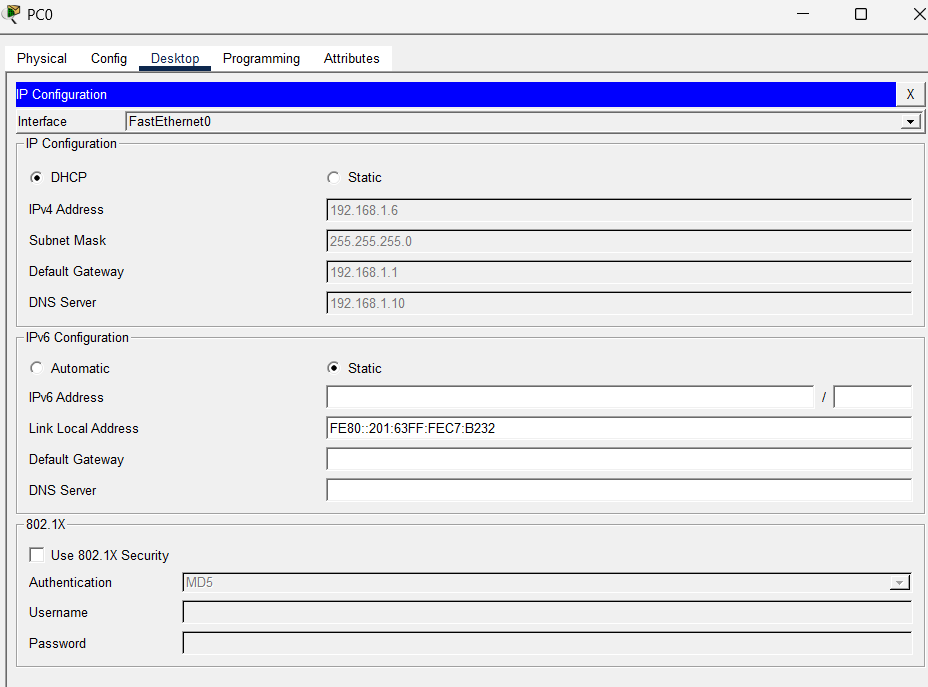 PC0
Physical Config Desktop Programming Attributes
IP Configuration X
Interface FastEthernet0
IP Configuration
DHCP Static
IPv4 Address 192.168.1.6
Subnet Mask 255.255.255.0
Default Gateway 192.168.1.1
DNS Server 192.168.1.10
IPv6 Configuration
Automatic Static
IPv6 Address /
Link Local Address FE80::201:63FF:FEC7:B232
Default Gateway
DNS Server
802.1X
Use 802.1X Security
Authentication MD5
Username
Password